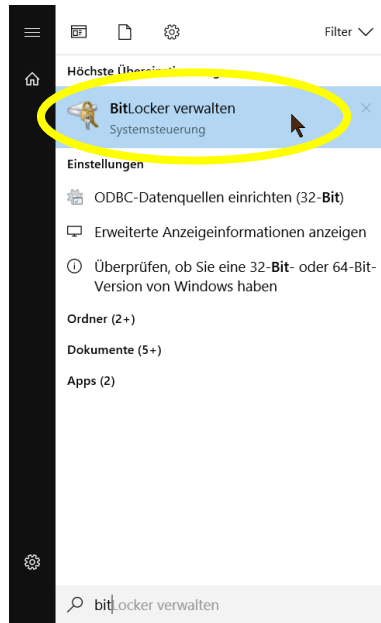 Filter
Höchste
BitLocker verwalten
Systemsteuerung
Einstellungen
ODBC-Datenquellen einrichten (32-Bit)
Erweiterte Anzeigeinformationen anzeigen
Überprüfen, ob Sie eine 32-Bit- oder 64-Bit-
Version von Windows haben
Ordner (2+)
Dokumente (5+)
Apps (2)
bitLocker verwalten